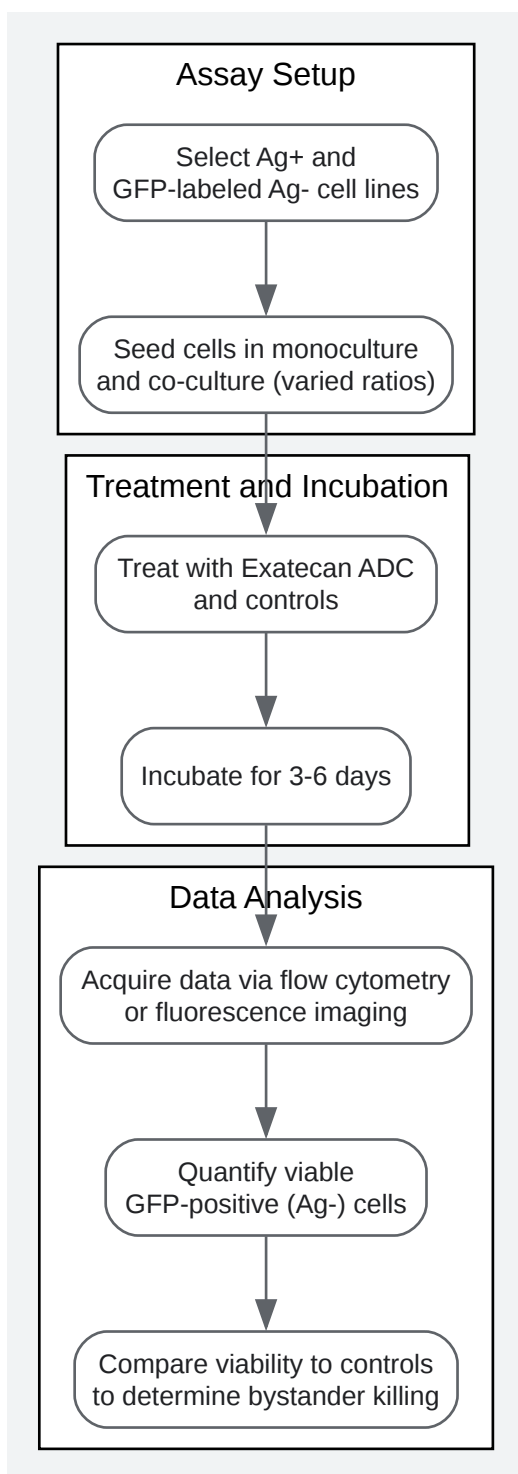 Assay Setup
Select Ag+ and
GFP-labeled Ag- cell lines
Seed cells in monoculture
and co-culture (varied ratios)
Treatment and Incubation
Treat with Exatecan ADC
and controls
Incubate for 3-6 days
Data Analysis
Acquire data via flow cytometry
or fluorescence imaging
Quantify viable
GFP-positive (Ag-) cells
Compare viability to controls
to determine bystander killing